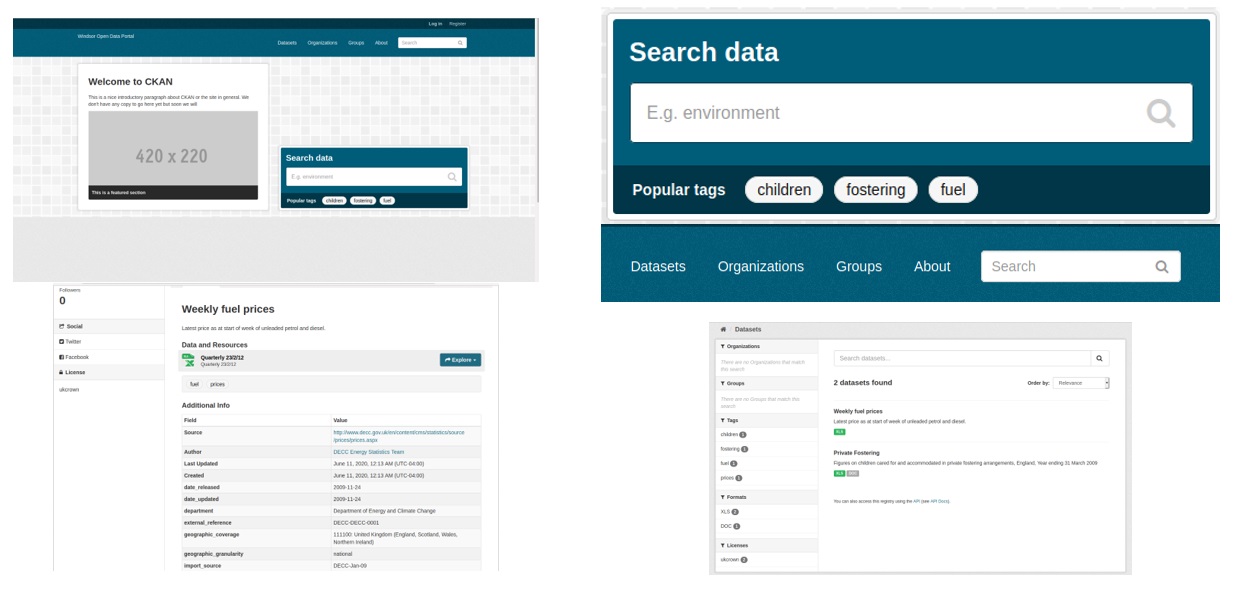 Log in Register
Windsor Open Data Portal
Datasets Organizations Groups About Search
Welcome to CKAN
This is a nice introductory paragraph about CKAN or the site in general. We
don't have any copy to go here yet but soon we will
420 x 220
This is a featured section
Search data
E.g. environment
Popular tags children fostering fuel
Search data
E.g. environment
Popular tags children fostering fuel
Datasets Organizations Groups About Search
Followers
0
Social
Twitter
Facebook
License
ukcrown
Weekly fuel prices
Latest price as at start of week of unleaded petrol and diesel.
Data and Resources
Quarterly 23/2/12
Quarterly 23/2/12
Explore
fuel prices
Additional Info
Field Value
Source http://www.decc.gov.uk/en/content/cms/statistics/source
/prices/prices.aspx
Author DECC Energy Statistics Team
Last Updated June 11, 2020, 12:13 AM (UTC-04:00)
Created June 11, 2020, 12:13 AM (UTC-04:00)
date_released 2009-11-24
date_updated 2009-11-24
department Department of Energy and Climate Change
external_reference DECC-DECC-0001
geographic_coverage 111100: United Kingdom (England, Scotland, Wales,
Northern Ireland)
geographic_granularity national
import_source DECC-Jan-09
Datasets
Organizations
There are no Organizations that match
this search
Groups
There are no Groups that match this
search
Tags
children 1
fostering 1
fuel 1
prices 1
Formats
XLS 2
DOC 1
Licenses
ukcrown 2
Search datasets...
2 datasets found Order by: Relevance
Weekly fuel prices
Latest price as at start of week of unleaded petrol and diesel.
XLS
Private Fostering
Figures on children cared for and accommodated in private fostering arrangements, England, Year ending 31 March 2009
XLS DOC
You can also access this registry using the API (see API Docs).